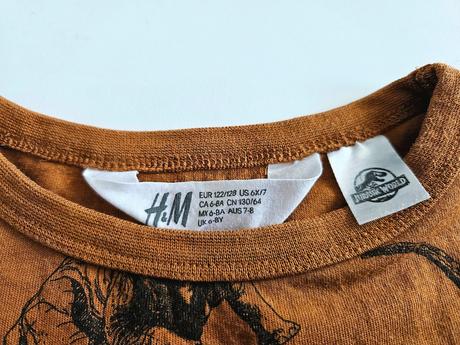 H&M
EUR 122/128 US 6X/7
CA 6-8A CN 130/64
MX 6-8A AUS 7-8
UK 6-8Y
JURASSIC WORLD